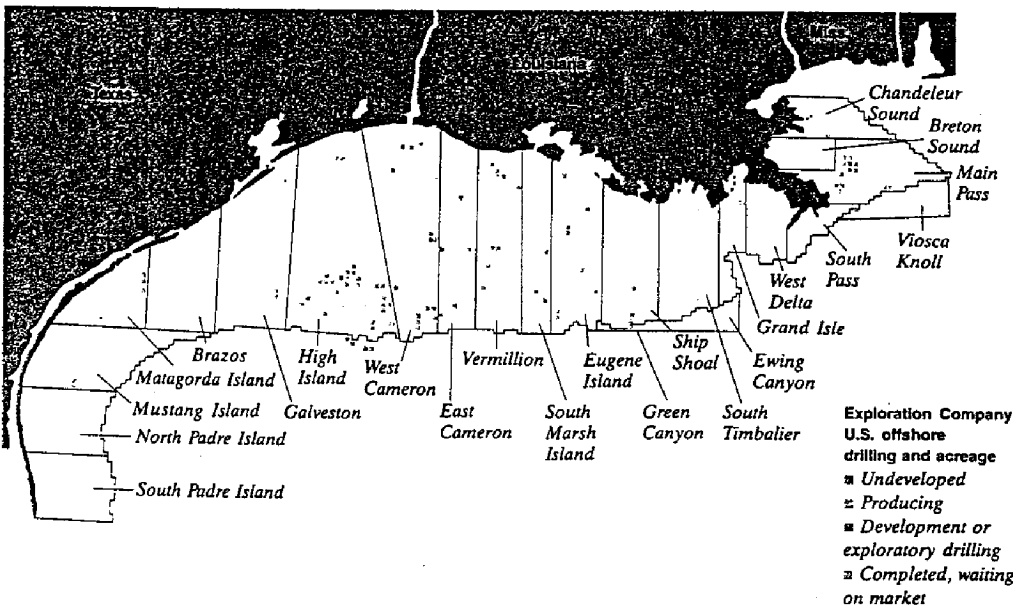 Texas
Louisiana
Miss.
Chandeleur
Sound
Breton
Sound
Main
Pass
Viosca
Knoll
South
Pass
West
Delta
Grand Isle
Ewing
Canyon
Ship
Shoal
South
Timbalier
Green
Canyon
Eugene
Island
South
Marsh
Island
Vermillion
East
Cameron
West
Cameron
High
Island
Galveston
Brazos
Matagorda Island
Mustang Island
North Padre Island
South Padre Island
Exploration Company
U.S. offshore
drilling and acreage
Undeveloped
Producing
Development or
exploratory drilling
Completed, waiting
on market